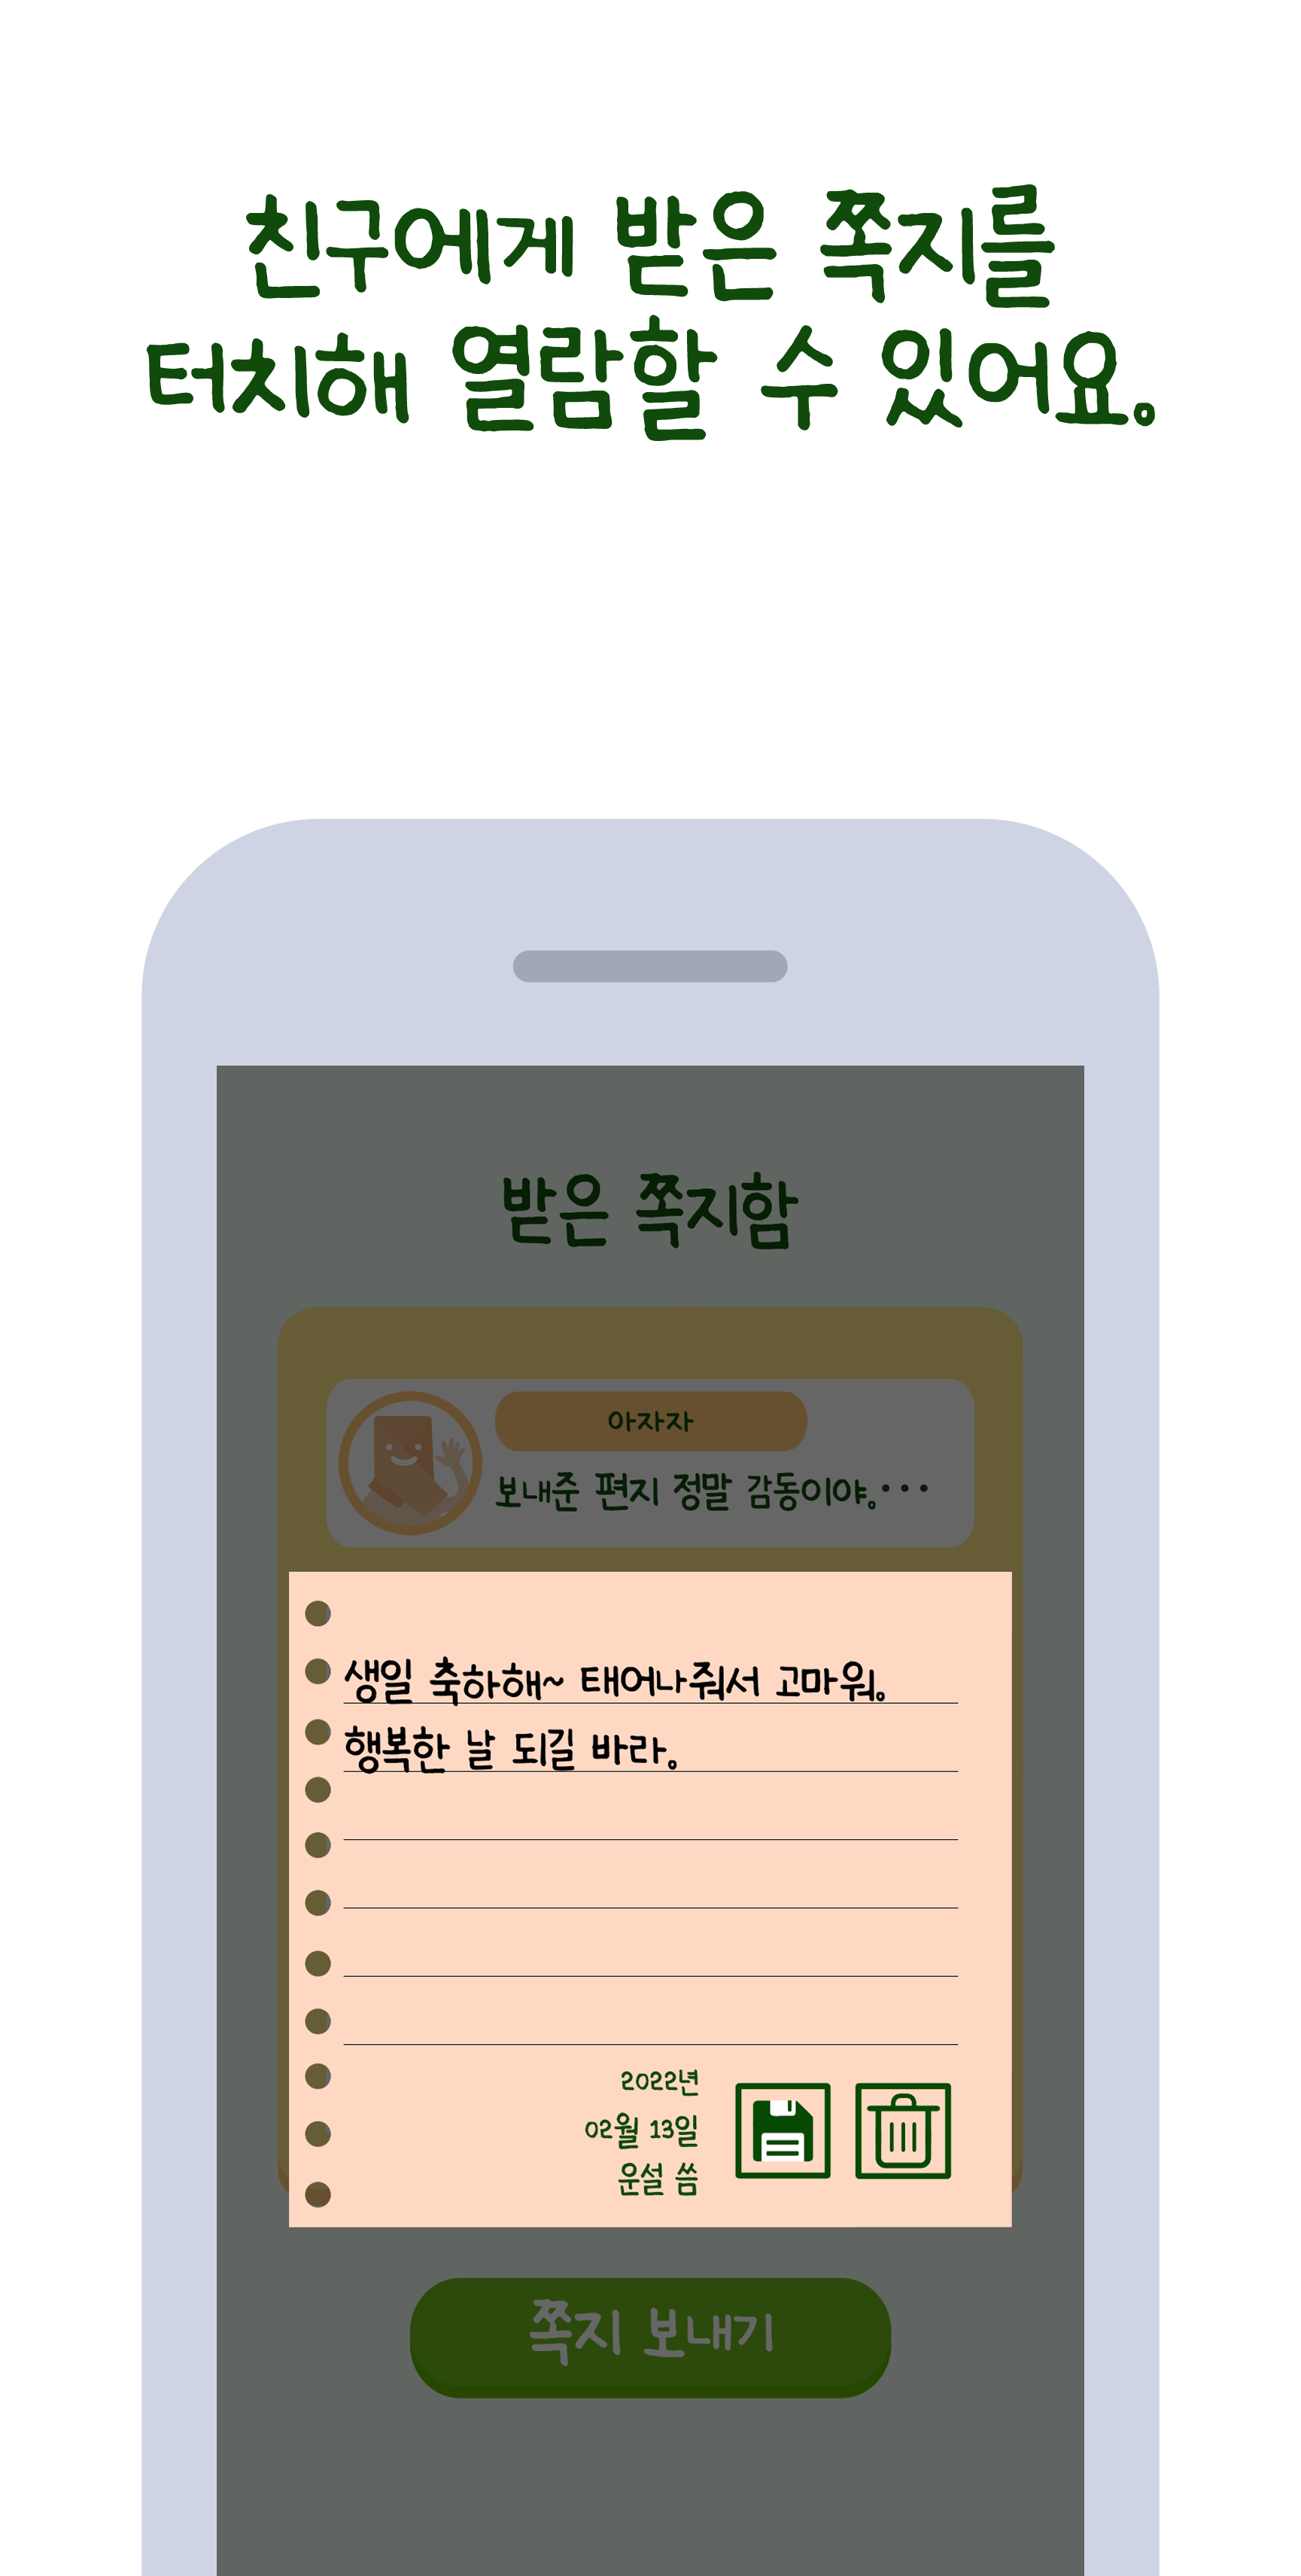 친구에게 받은 쪽지를
터치해 열람할 수 있어요.
받은 쪽지함
아자자
보내준 편지 정말 감동이야. ···
생일 축하해~ 태어나줘서 고마워.
행복한 날 되길 바라.
2022년
02월 13일
운설 씀
쪽지 보내기